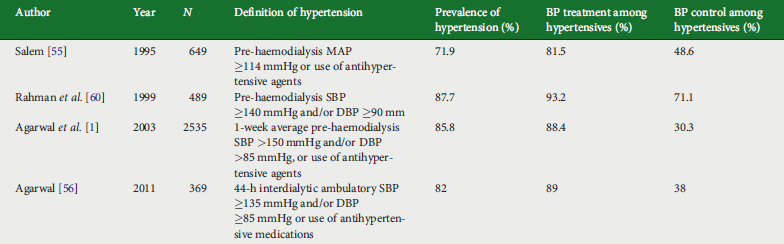 Author Year N Definition of hypertension Prevalence of hypertension (%) BP treatment among hypertensives (%) BP control among hypertensives (%)
Salem [55] 1995 649 Pre-haemodialysis MAP 71.9 81.5 48.6
≥114 mmHg or use of antihyper-
tensive agents
Rahman et al. [60] 1999 489 Pre-haemodialysis SBP 87.7 93.2 71.1
≥140 mmHg and/or DBP ≥90 mm
Agarwal et al. [1] 2003 2535 1-week average pre-haemodialysis 85.8 88.4 30.3
SBP >150 mmHg and/or DBP
>85 mmHg, or use of antihyper-
tensive agents
Agarwal [56] 2011 369 44-h interdialytic ambulatory SBP 82 89 38
≥135 mmHg and/or DBP
≥85 mmHg or use of antihyperten-
sive medications